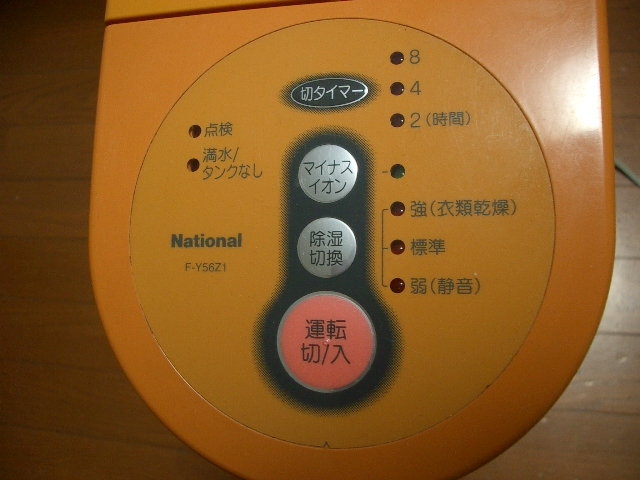 8
切タイマー
4
2(時間)
点検
満水/
タンクなし
マイナス
イオン
強(衣類乾燥)
National
除湿
切換
標準
F-Y56Z1
弱(静音)
運転
切/入